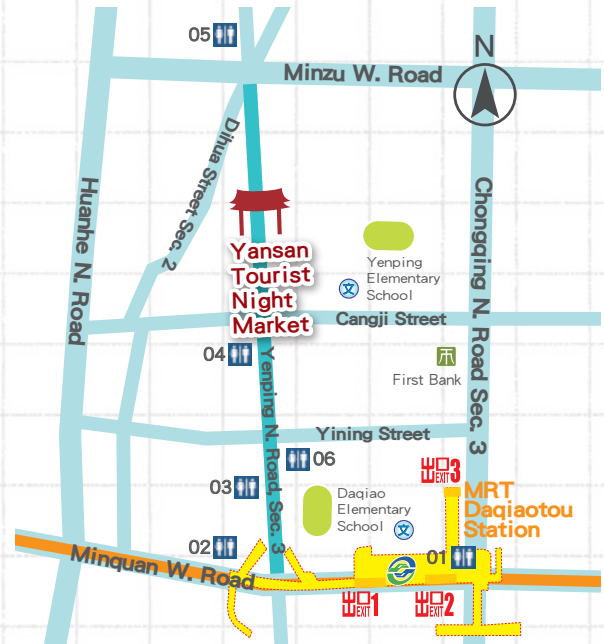 05
N
Minzu W. Road
Dihua Street Sec. 2
Huanhe N. Road
Chongqing N. Road Sec. 3
Yansan
Tourist
Night
Market
Yenping
Elementary
School
文
Cangji Street
04
Yenping N. Road, Sec. 3
First Bank
Yining Street
06
03
出口3
EXIT
MRT
Daqiaotou
Station
Daqiao
Elementary
School
文
02
01
Minquan W. Road
出口1
EXIT
出口2
EXIT